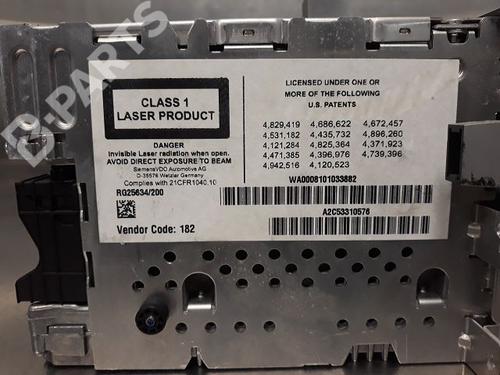 CLASS 1
LASER PRODUCT
DANGER
Invisible Laser radiation when open.
AVOID DIRECT EXPOSURE TO BEAM
SiemensVDO Automotive AG
D-35576 Wetzlar Germany
Complies with 21CFR1040.10
RG25634/200
Vendor Code: 182
LICENSED UNDER ONE OR
MORE OF THE FOLLOWING
U.S. PATENTS
4,829,419 4,686,622 4,672,457
4,531,182 4,435,732 4,896,260
4,121,284 4,825,364 4,371,923
4,471,385 4,396,976 4,739,396
4,942,516 4,120,523
WA0008101033882
A2C53310576
B-PARTS